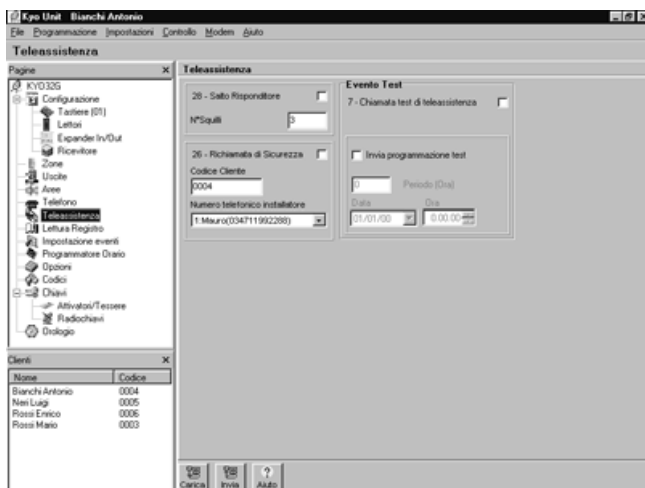 Kyo Unit Bianchi Antonio
File Programmazione Impostazioni Controllo Modem Aiuto
Teleassistenza
Pagine
KYO32G
Configurazione
Tastiere (01)
Lettori
Expander In/Out
Ricevitore
Zone
Uscite
Aree
Telefono
Teleassistenza
Lettura Registro
Impostazione eventi
Programmatore Orario
Opzioni
Codici
Chiavi
Attivatori/Tessere
Radiochiavi
Orologio
Clienti
Nome Codice
Bianchi Antonio 0004
Neri Luigi 0005
Rossi Enrico 0006
Rossi Mario 0003
Teleassistenza
28 - Salto Risponditore
N°Squilli 3
26 - Richiamata di Sicurezza
Codice Cliente
0004
Numero telefonico installatore
1:Mauro(034711992288)
Evento Test
7 - Chiamata test di teleassistenza
Invia programmazione test
0 Periodo (Ora)
Data Ora
01/01/00 0.00.00
Carica Invia Aiuto